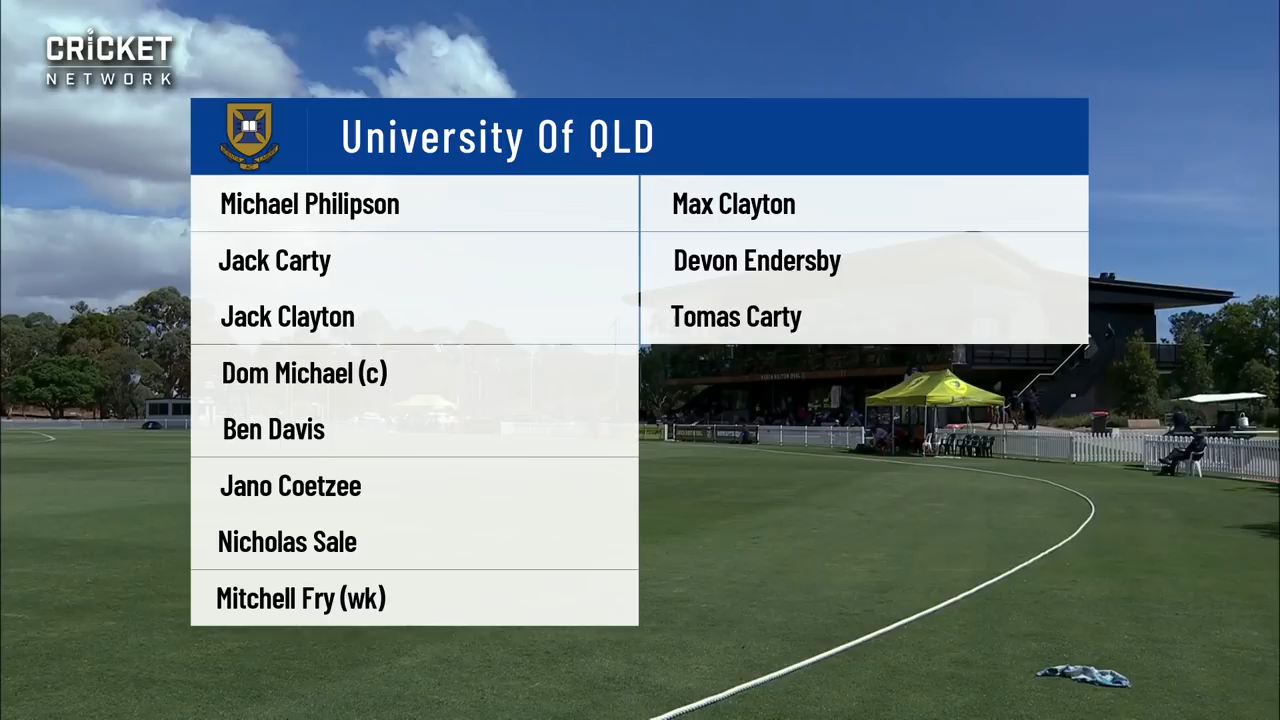 CRICKET
NETWORK
University Of QLD
Michael Philipson
Jack Carty
Jack Clayton
Dom Michael (c)
Ben Davis
Jano Coetzee
Nicholas Sale
Mitchell Fry (wk)
Max Clayton
Devon Endersby
Tomas Carty